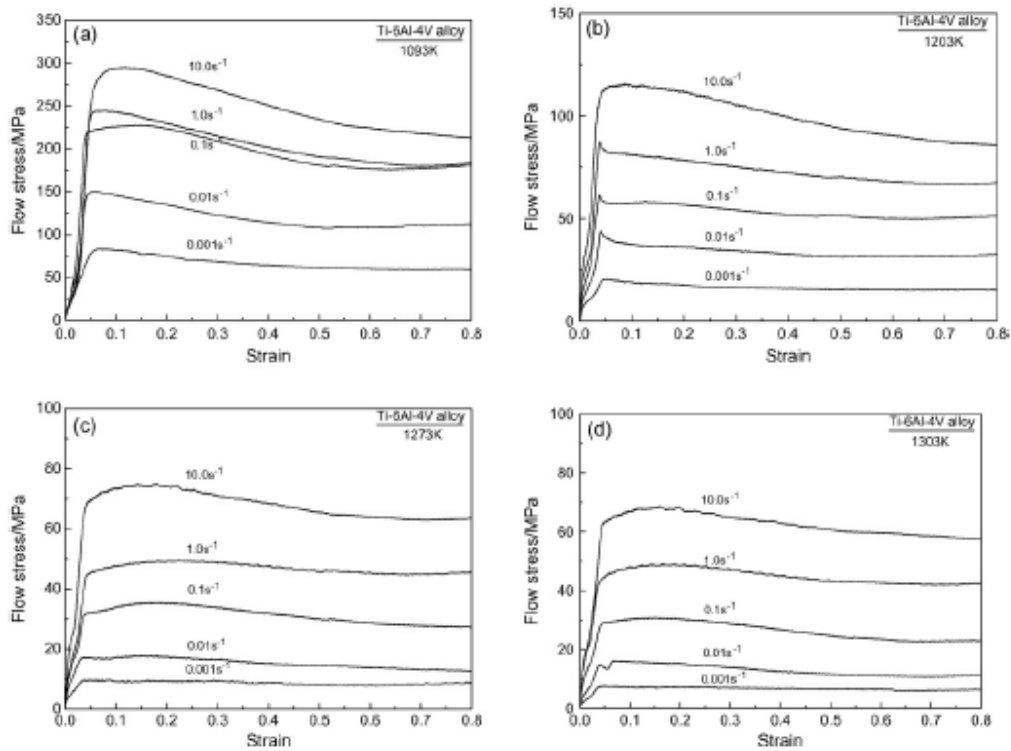 (a)
Ti-6Al-4V alloy
1093K
350
300
250
200
150
100
50
0
10.0s-1
1.0s-1
0.1s
0.01s-1
0.001s-1
0.0 0.1 0.2 0.3 0.4 0.5 0.6 0.7 0.8
Flow stress/MPa
Strain
(b)
Ti-6Al-4V alloy
1203K
150
100
50
0
10.0s-1
1.0s-1
0.1s-1
0.01s-1
0.001s-1
0.0 0.1 0.2 0.3 0.4 0.5 0.6 0.7 0.8
Flow stress/MPa
Strain
(c)
Ti-6Al-4V alloy
1273K
100
80
60
40
20
0
10.0s-1
1.0s-1
0.1s-1
0.01s-1
0.001s-1
0.0 0.1 0.2 0.3 0.4 0.5 0.6 0.7 0.8
Flow stress/MPa
Strain
(d)
Ti-6Al-4V alloy
1303K
100
80
60
40
20
0
10.0s-1
1.0s-1
0.1s-1
0.01s-1
0.001s-1
0.0 0.1 0.2 0.3 0.4 0.5 0.6 0.7 0.8
Flow stress/MPa
Strain